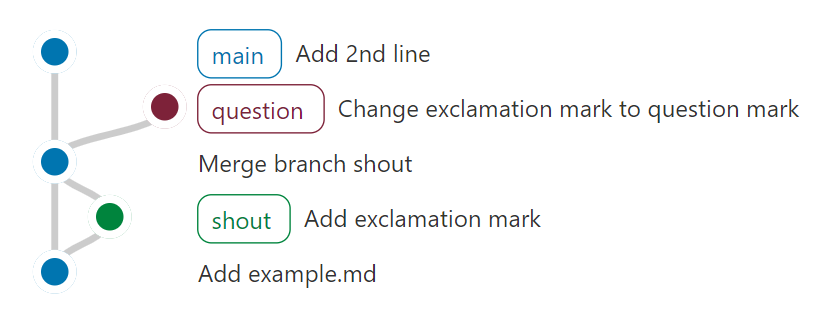 main Add 2nd line
question Change exclamation mark to question mark
Merge branch shout
shout Add exclamation mark
Add example.md